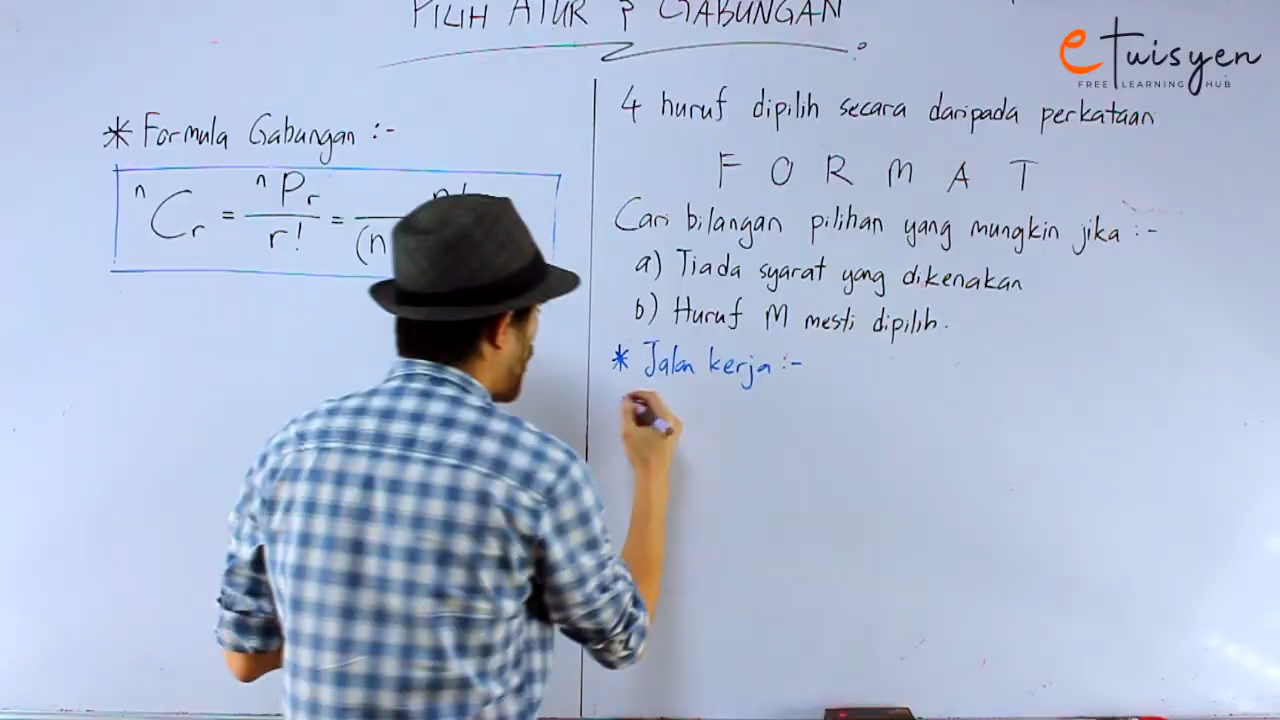 PILIH ATUR & GABUNGAN
etuisyen
FREE LEARNING HUB
* Formula Gabungan :-
nCr = nPr / r! = n! / (n
4 huruf dipilih secara daripada perkataan
F O R M A T
Cari bilangan pilihan yang mungkin jika :-
a) Tiada syarat yang dikenakan
b) Huruf M mesti dipilih.
* Jalan kerja :-